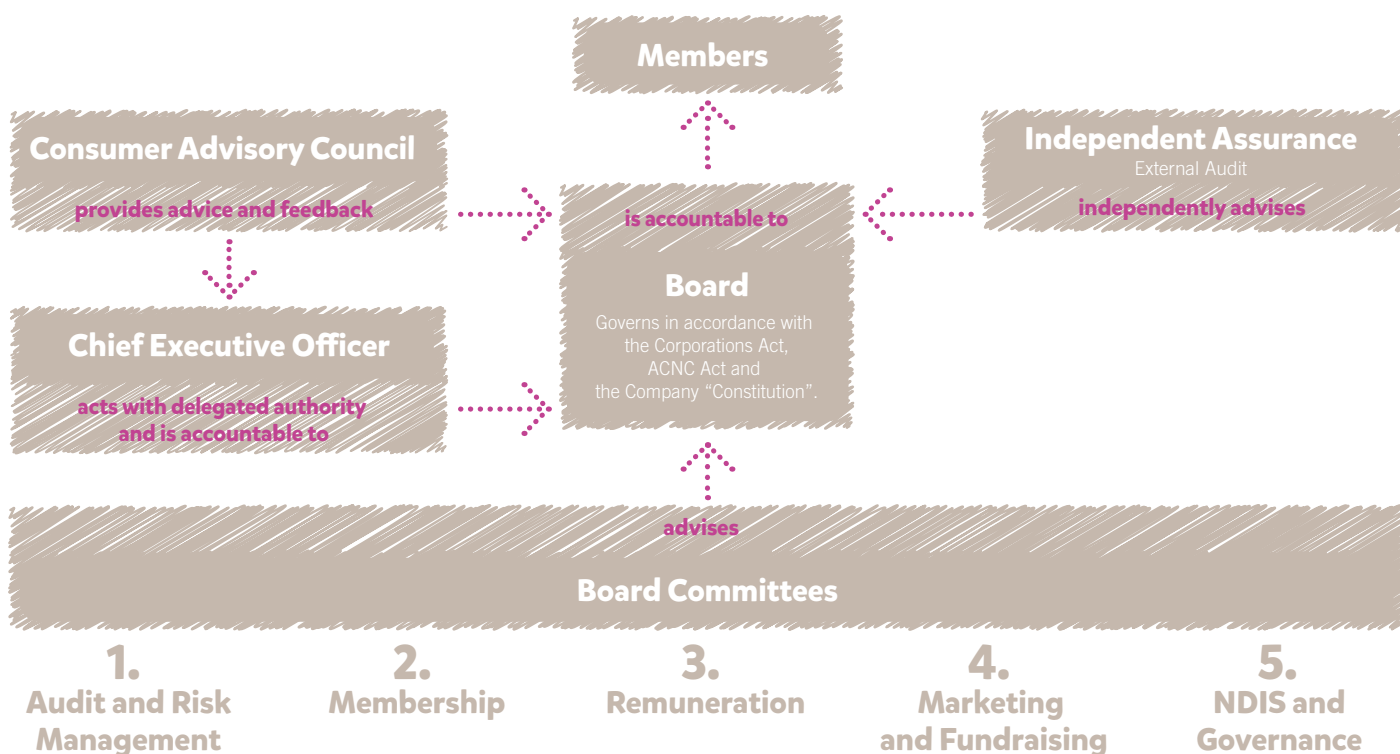 Members
Consumer Advisory Council
provides advice and feedback
Independent Assurance
External Audit
independently advises
is accountable to
Board
Governs in accordance with
the Corporations Act,
ACNC Act and
the Company “Constitution”.
Chief Executive Officer
acts with delegated authority
and is accountable to
advises
Board Committees
1.
Audit and Risk
Management
2.
Membership
3.
Remuneration
4.
Marketing
and Fundraising
5.
NDIS and
Governance